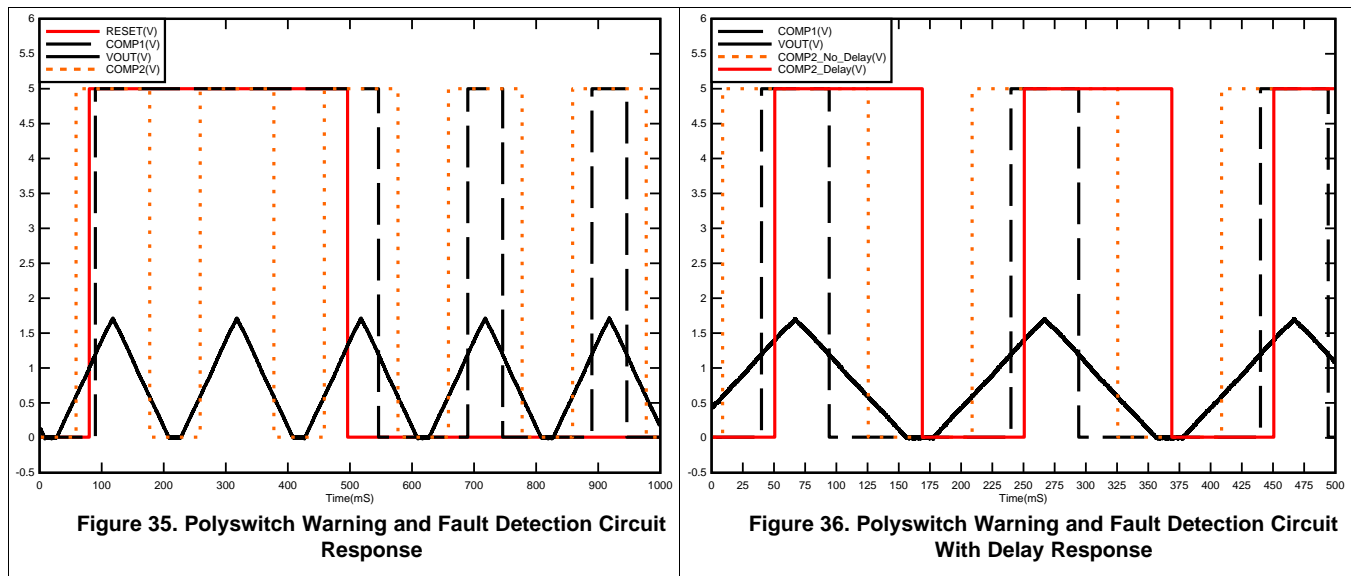 6
5.5
5
4.5
4
3.5
3
2.5
2
1.5
1
0.5
0
-0.5
RESET(V)
COMP1(V)
VOUT(V)
COMP2(V)
0 100 200 300 400 500 600 700 800 900 1000
Time(mS)
Figure 35. Polyswitch Warning and Fault Detection Circuit
Response
6
5.5
5
4.5
4
3.5
3
2.5
2
1.5
1
0.5
0
-0.5
COMP1(V)
VOUT(V)
COMP2_No_Delay(V)
COMP2_Delay(V)
0 25 50 75 100 125 150 175 200 225 250 275 300 325 350 375 400 425 450 475 500
Time(mS)
Figure 36. Polyswitch Warning and Fault Detection Circuit
With Delay Response